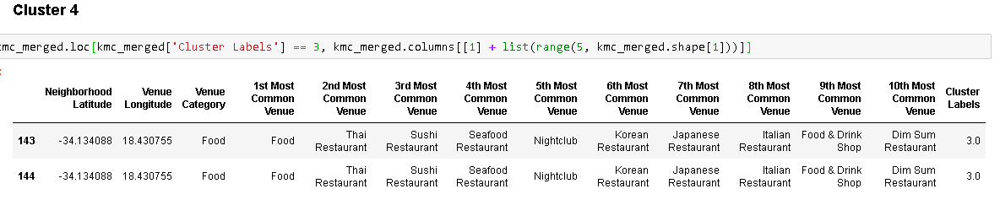 Cluster 4
kmc_merged.loc[kmc_merged['Cluster Labels'] == 3, kmc_merged.columns[[1] + list(range(5, kmc_merged.shape[1]))]]
Neighborhood Latitude Venue Longitude Venue Category 1st Most Common Venue 2nd Most Common Venue 3rd Most Common Venue 4th Most Common Venue 5th Most Common Venue 6th Most Common Venue 7th Most Common Venue 8th Most Common Venue 9th Most Common Venue 10th Most Common Venue Cluster Labels
143 -34.134088 18.430755 Food Food Thai Restaurant Sushi Restaurant Seafood Restaurant Nightclub Korean Restaurant Japanese Restaurant Italian Restaurant Food & Drink Shop Dim Sum Restaurant 3.0
144 -34.134088 18.430755 Food Food Thai Restaurant Sushi Restaurant Seafood Restaurant Nightclub Korean Restaurant Japanese Restaurant Italian Restaurant Food & Drink Shop Dim Sum Restaurant 3.0